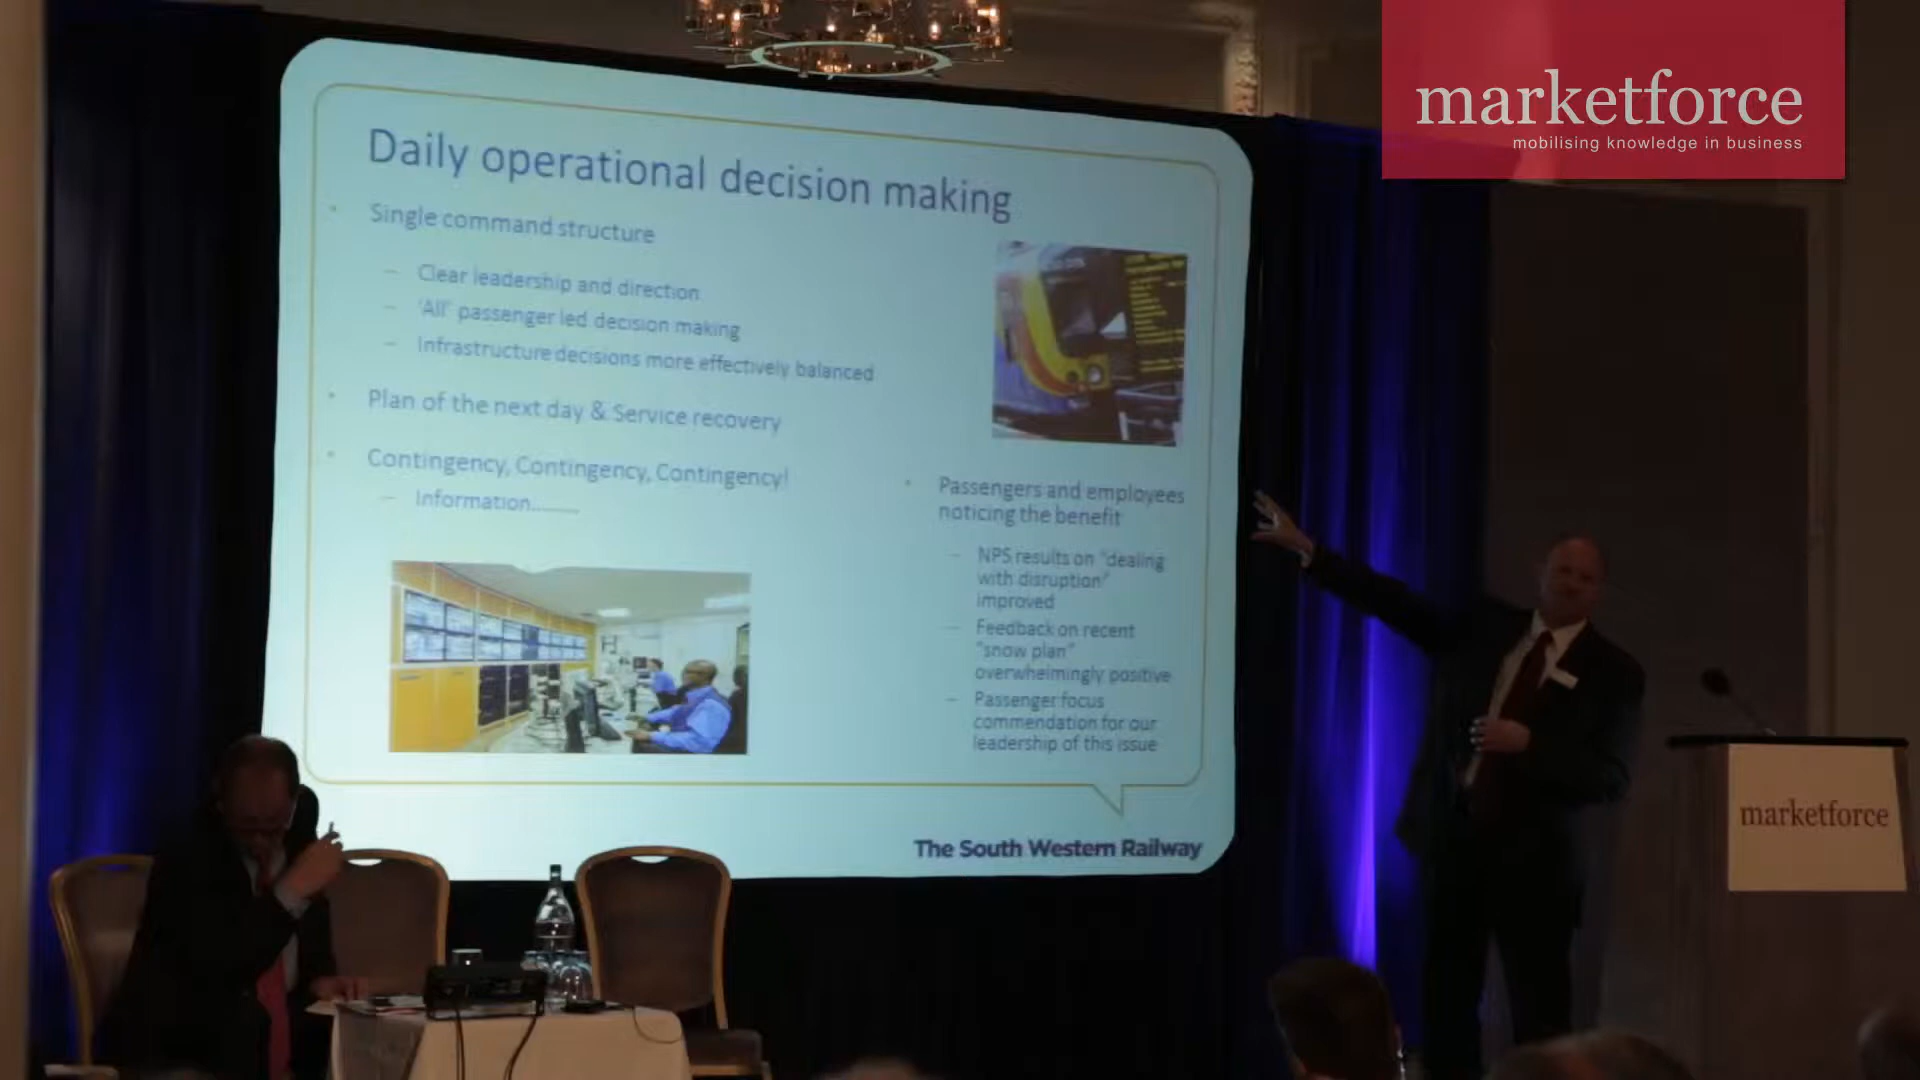 marketforce
mobilising knowledge in business
Daily operational decision making
Single command structure
– Clear leadership and direction
– 'All' passenger led decision making
– Infrastructure decisions more effectively balanced
Plan of the next day & Service recovery
Contingency, Contingency, Contingency!
– Information..........
Passengers and employees
noticing the benefit
– NPS results on "dealing
with disruption"
improved
– Feedback on recent
"snow plan"
overwhelmingly positive
– Passenger focus
commendation for our
leadership of this issue
The South Western Railway
marketforce